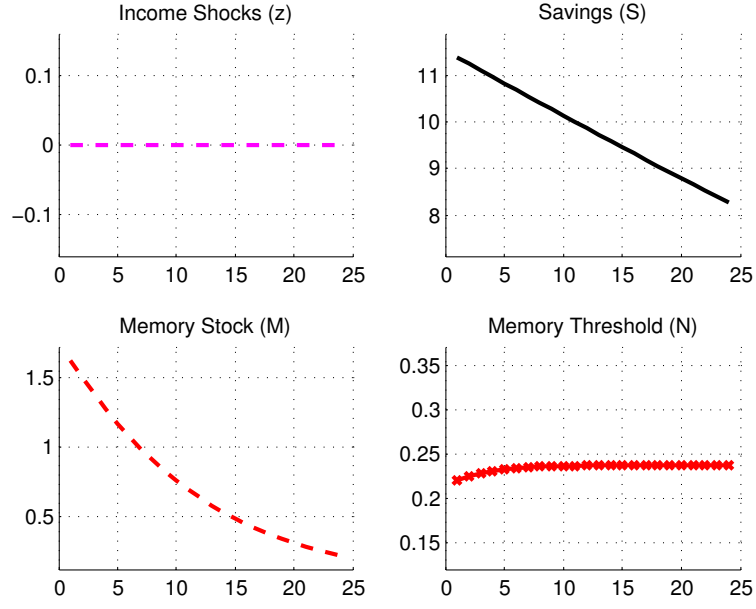 Income Shocks (z)
0.1
0
−0.1
0 5 10 15 20 25
Savings (S)
11
10
9
8
0 5 10 15 20 25
Memory Stock (M)
1.5
1
0.5
0 5 10 15 20 25
Memory Threshold (N)
0.35
0.3
0.25
0.2
0.15
0 5 10 15 20 25